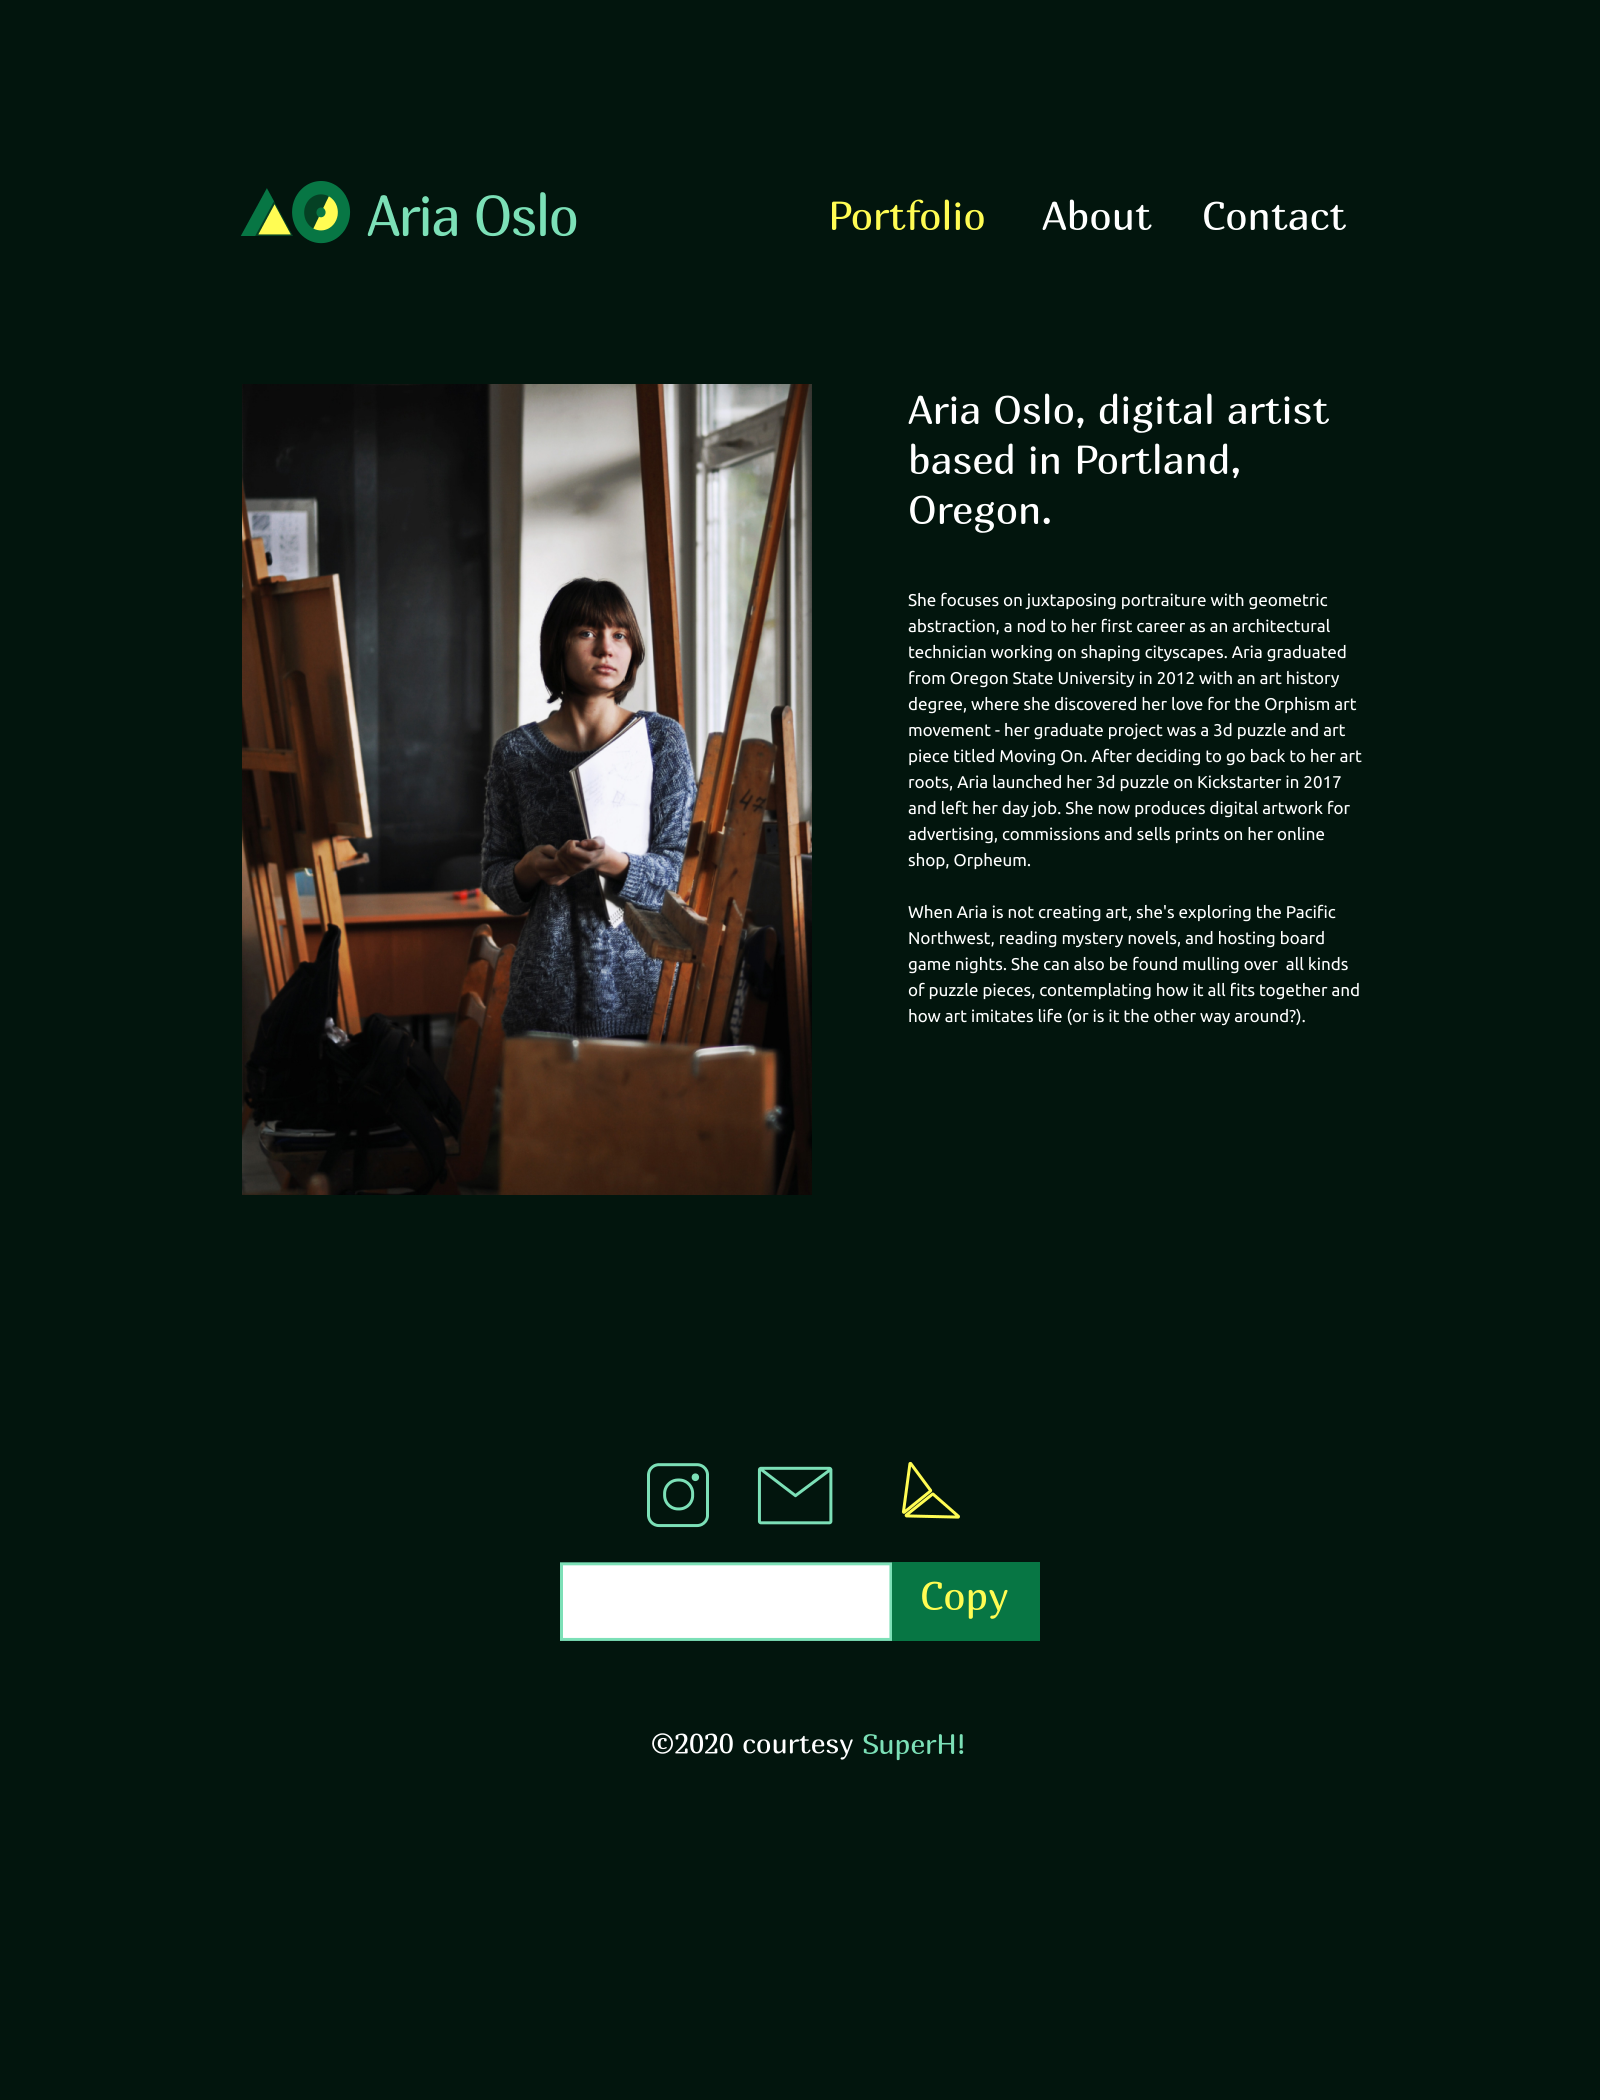 Aria Oslo
Portfolio About Contact
Aria Oslo, digital artist
based in Portland,
Oregon.
She focuses on juxtaposing portraiture with geometric
abstraction, a nod to her first career as an architectural
technician working on shaping cityscapes. Aria graduated
from Oregon State University in 2012 with an art history
degree, where she discovered her love for the Orphism art
movement - her graduate project was a 3d puzzle and art
piece titled Moving On. After deciding to go back to her art
roots, Aria launched her 3d puzzle on Kickstarter in 2017
and left her day job. She now produces digital artwork for
advertising, commissions and sells prints on her online
shop, Orpheum.
When Aria is not creating art, she's exploring the Pacific
Northwest, reading mystery novels, and hosting board
game nights. She can also be found mulling over  all kinds
of puzzle pieces, contemplating how it all fits together and
how art imitates life (or is it the other way around?).
47
Copy
©2020 courtesy SuperH!